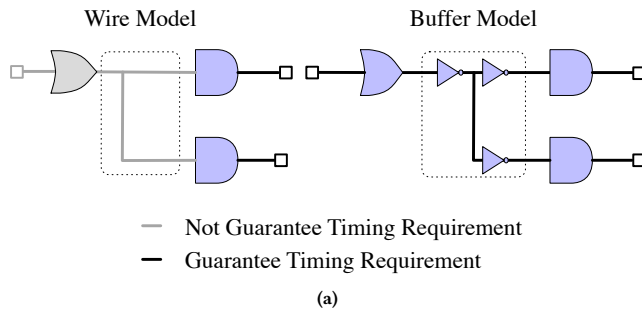 Wire Model
Buffer Model
Not Guarantee Timing Requirement
Guarantee Timing Requirement
(a)